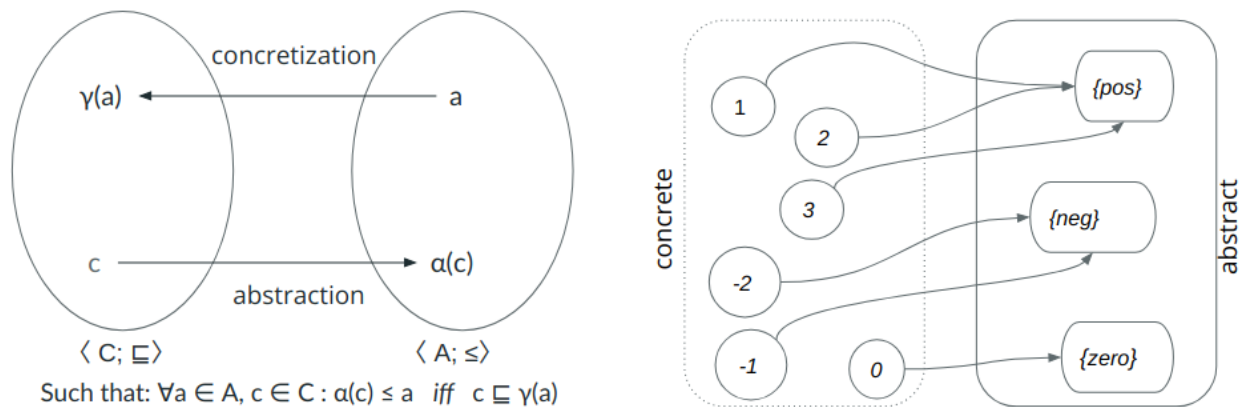 concretization
γ(a)
a
c
α(c)
abstraction
⟨ C; ⊑⟩
⟨ A; ≤⟩
Such that: ∀a ∈ A, c ∈ C : α(c) ≤ a iff c ⊑ γ(a)
concrete
1
2
3
-2
-1
0
{pos}
{neg}
{zero}
abstract